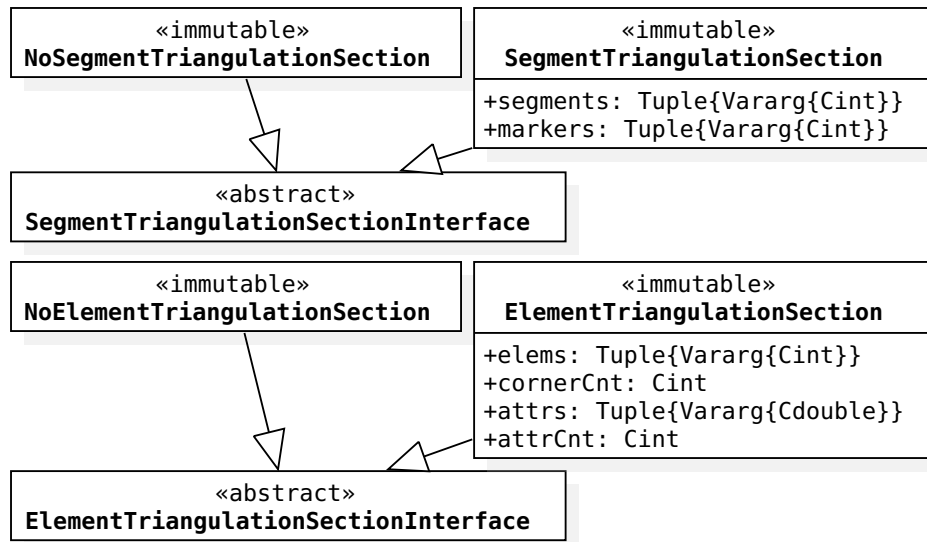 «immutable»
NoSegmentTriangulationSection
«immutable»
SegmentTriangulationSection
+segments: Tuple{Vararg{Cint}}
+markers: Tuple{Vararg{Cint}}
«abstract»
SegmentTriangulationSectionInterface
«immutable»
NoElementTriangulationSection
«immutable»
ElementTriangulationSection
+elems: Tuple{Vararg{Cint}}
+cornerCnt: Cint
+attrs: Tuple{Vararg{Cdouble}}
+attrCnt: Cint
«abstract»
ElementTriangulationSectionInterface